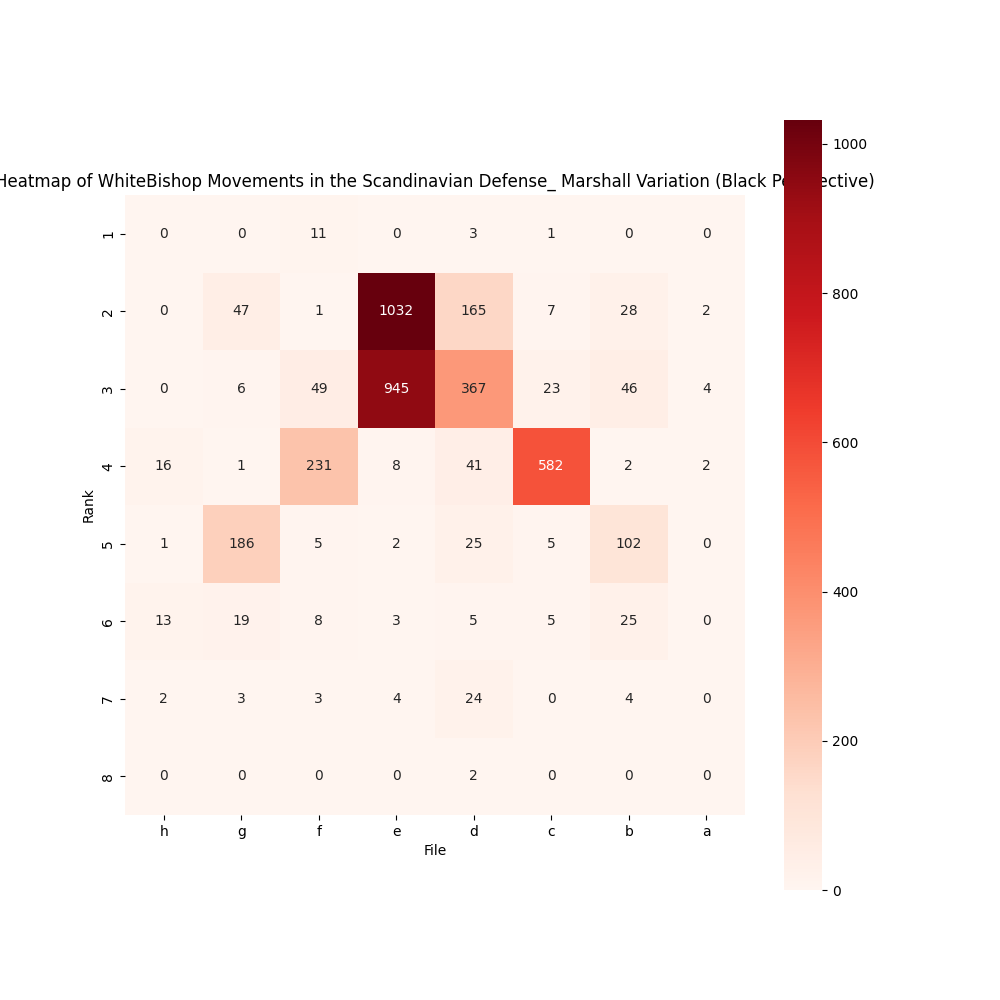 Heatmap of WhiteBishop Movements in the Scandinavian Defense_ Marshall Variation (Black Pe ective)
1000
800
600
400
200
0
Rank
1 0 0 11 0 3 1 0 0
2 0 47 1 1032 165 7 28 2
3 0 6 49 945 367 23 46 4
4 16 1 231 8 41 582 2 2
5 1 186 5 2 25 5 102 0
6 13 19 8 3 5 5 25 0
7 2 3 3 4 24 0 4 0
8 0 0 0 0 2 0 0 0
h g f e d c b a
File